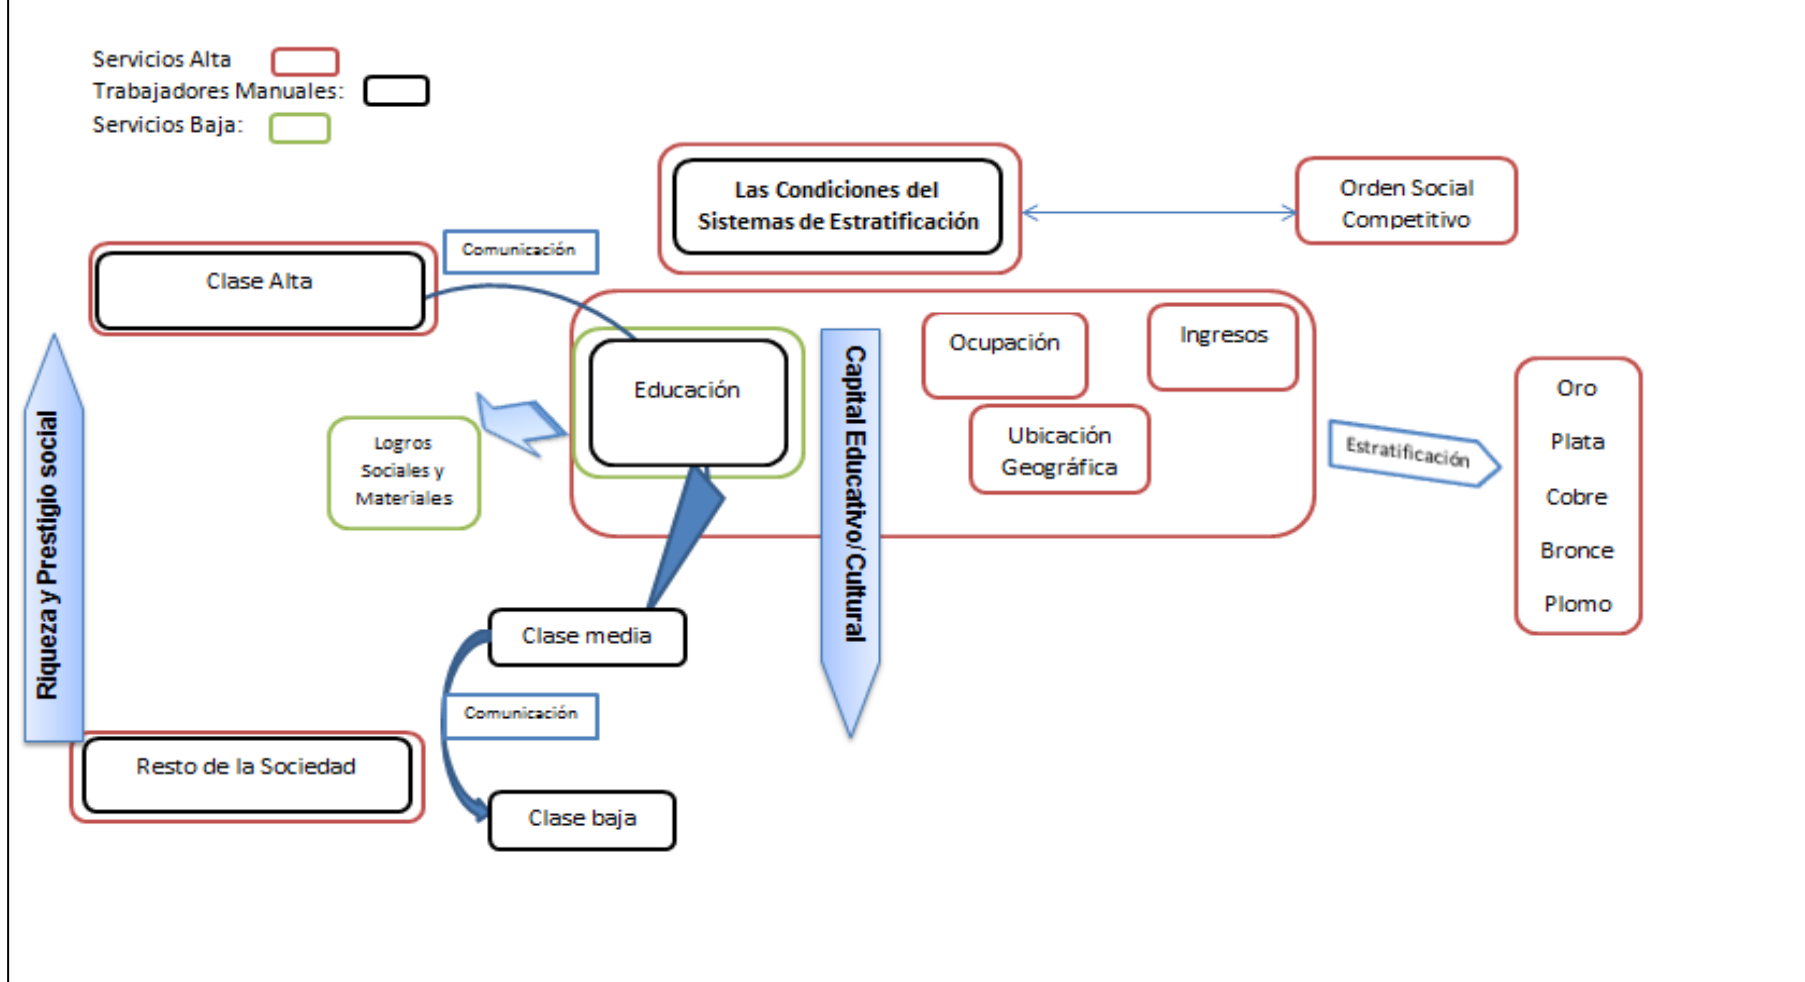 Servicios Alta
Trabajadores Manuales:
Servicios Baja:
Las Condiciones del
Sistemas de Estratificación
Orden Social
Competitivo
Comunicación
Clase Alta
Educación
Capital Educativo/Cultural
Ocupación
Ingresos
Ubicación
Geográfica
Estratificación
Oro
Plata
Cobre
Bronce
Plomo
Logros
Sociales y
Materiales
Riqueza y Prestigio social
Clase media
Comunicación
Resto de la Sociedad
Clase baja